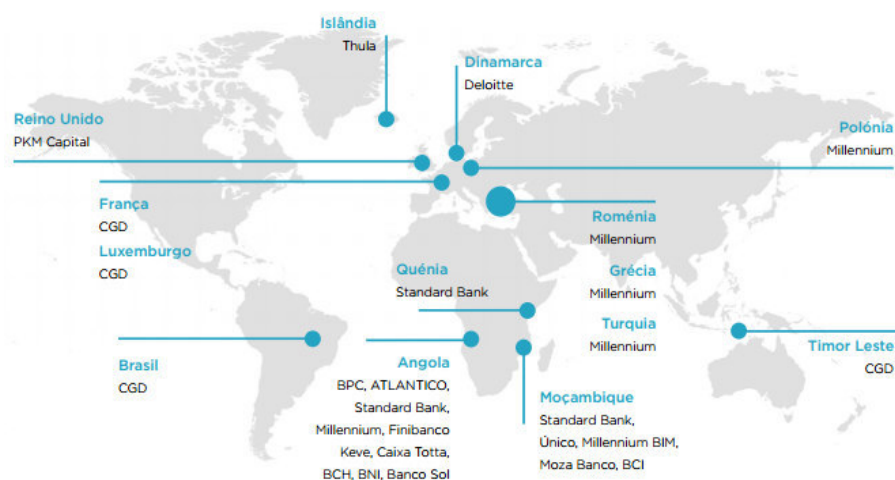 Islândia
Thula
Dinamarca
Deloitte
Reino Unido
PKM Capital
Polónia
Millennium
França
CGD
Luxemburgo
CGD
Roménia
Millennium
Grécia
Millennium
Turquia
Millennium
Quénia
Standard Bank
Brasil
CGD
Angola
BPC, ATLANTICO,
Standard Bank,
Millennium, Finibanco
Keve, Caixa Totta,
BCH, BNI, Banco Sol
Moçambique
Standard Bank,
Único, Millennium BIM,
Moza Banco, BCI
Timor Leste
CGD